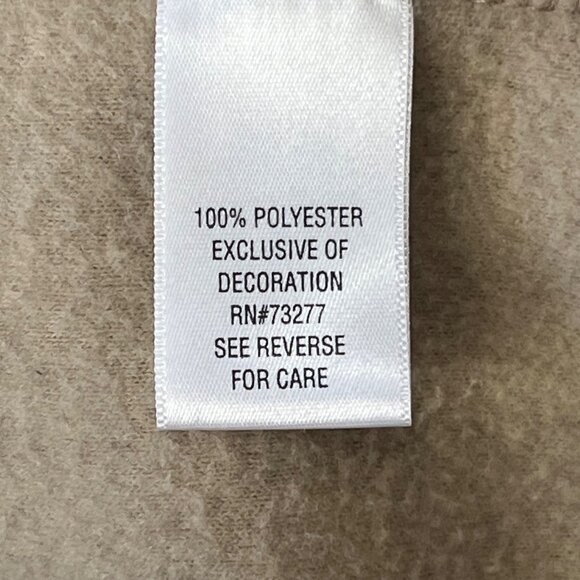 100% POLYESTER
EXCLUSIVE OF
DECORATION
RN#73277
SEE REVERSE
FOR CARE